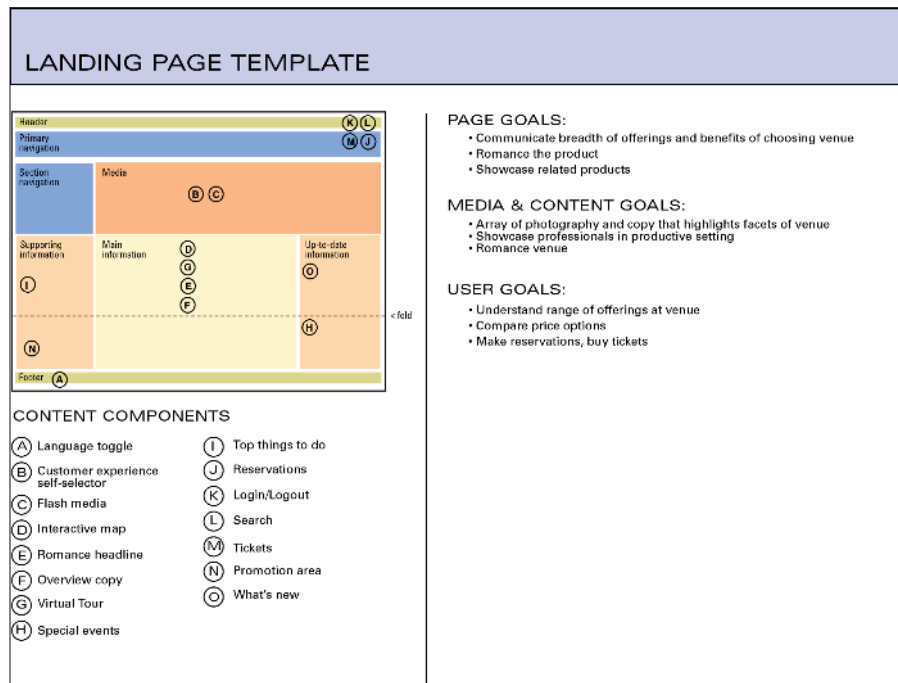 LANDING PAGE TEMPLATE
Header
K L
Primary
navigation
M J
Section
navigation
Media
B C
Supporting
information
Main
information
Up-to-date
information
D
G
E
F
O
I
< fold
H
N
Footer A
CONTENT COMPONENTS
A Language toggle
B Customer experience
self-selector
C Flash media
D Interactive map
E Romance headline
F Overview copy
G Virtual Tour
H Special events
I Top things to do
J Reservations
K Login/Logout
L Search
M Tickets
N Promotion area
O What's new
PAGE GOALS:
• Communicate breadth of offerings and benefits of choosing venue
• Romance the product
• Showcase related products
MEDIA & CONTENT GOALS:
• Array of photography and copy that highlights facets of venue
• Showcase professionals in productive setting
• Romance venue
USER GOALS:
• Understand range of offerings at venue
• Compare price options
• Make reservations, buy tickets